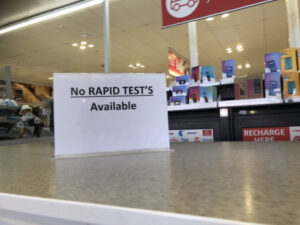 No RAPID TEST'S
Available
RECHARGE
HERE